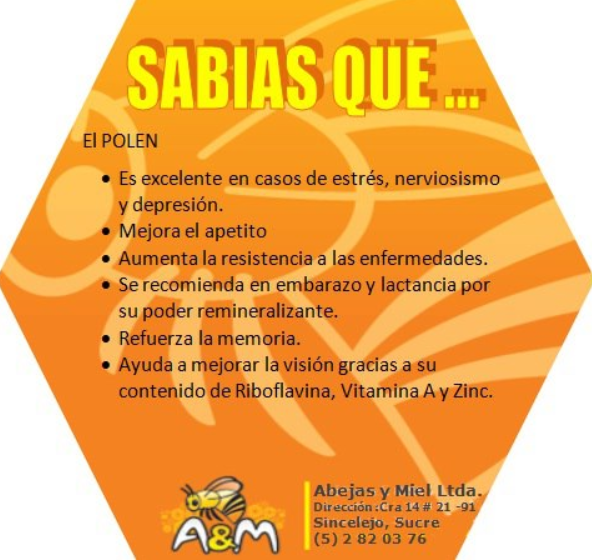 SABIAS QUE ...
El POLEN
• Es excelente en casos de estrés, nerviosismo
y depresión.
• Mejora el apetito
• Aumenta la resistencia a las enfermedades.
• Se recomienda en embarazo y lactancia por
su poder remineralizante.
• Refuerza la memoria.
• Ayuda a mejorar la visión gracias a su
contenido de Riboflavina, Vitamina A y Zinc.
A&M
Abejas y Miel Ltda.
Dirección :Cra 14 # 21 -91
Sincelejo, Sucre
(5) 2 82 03 76